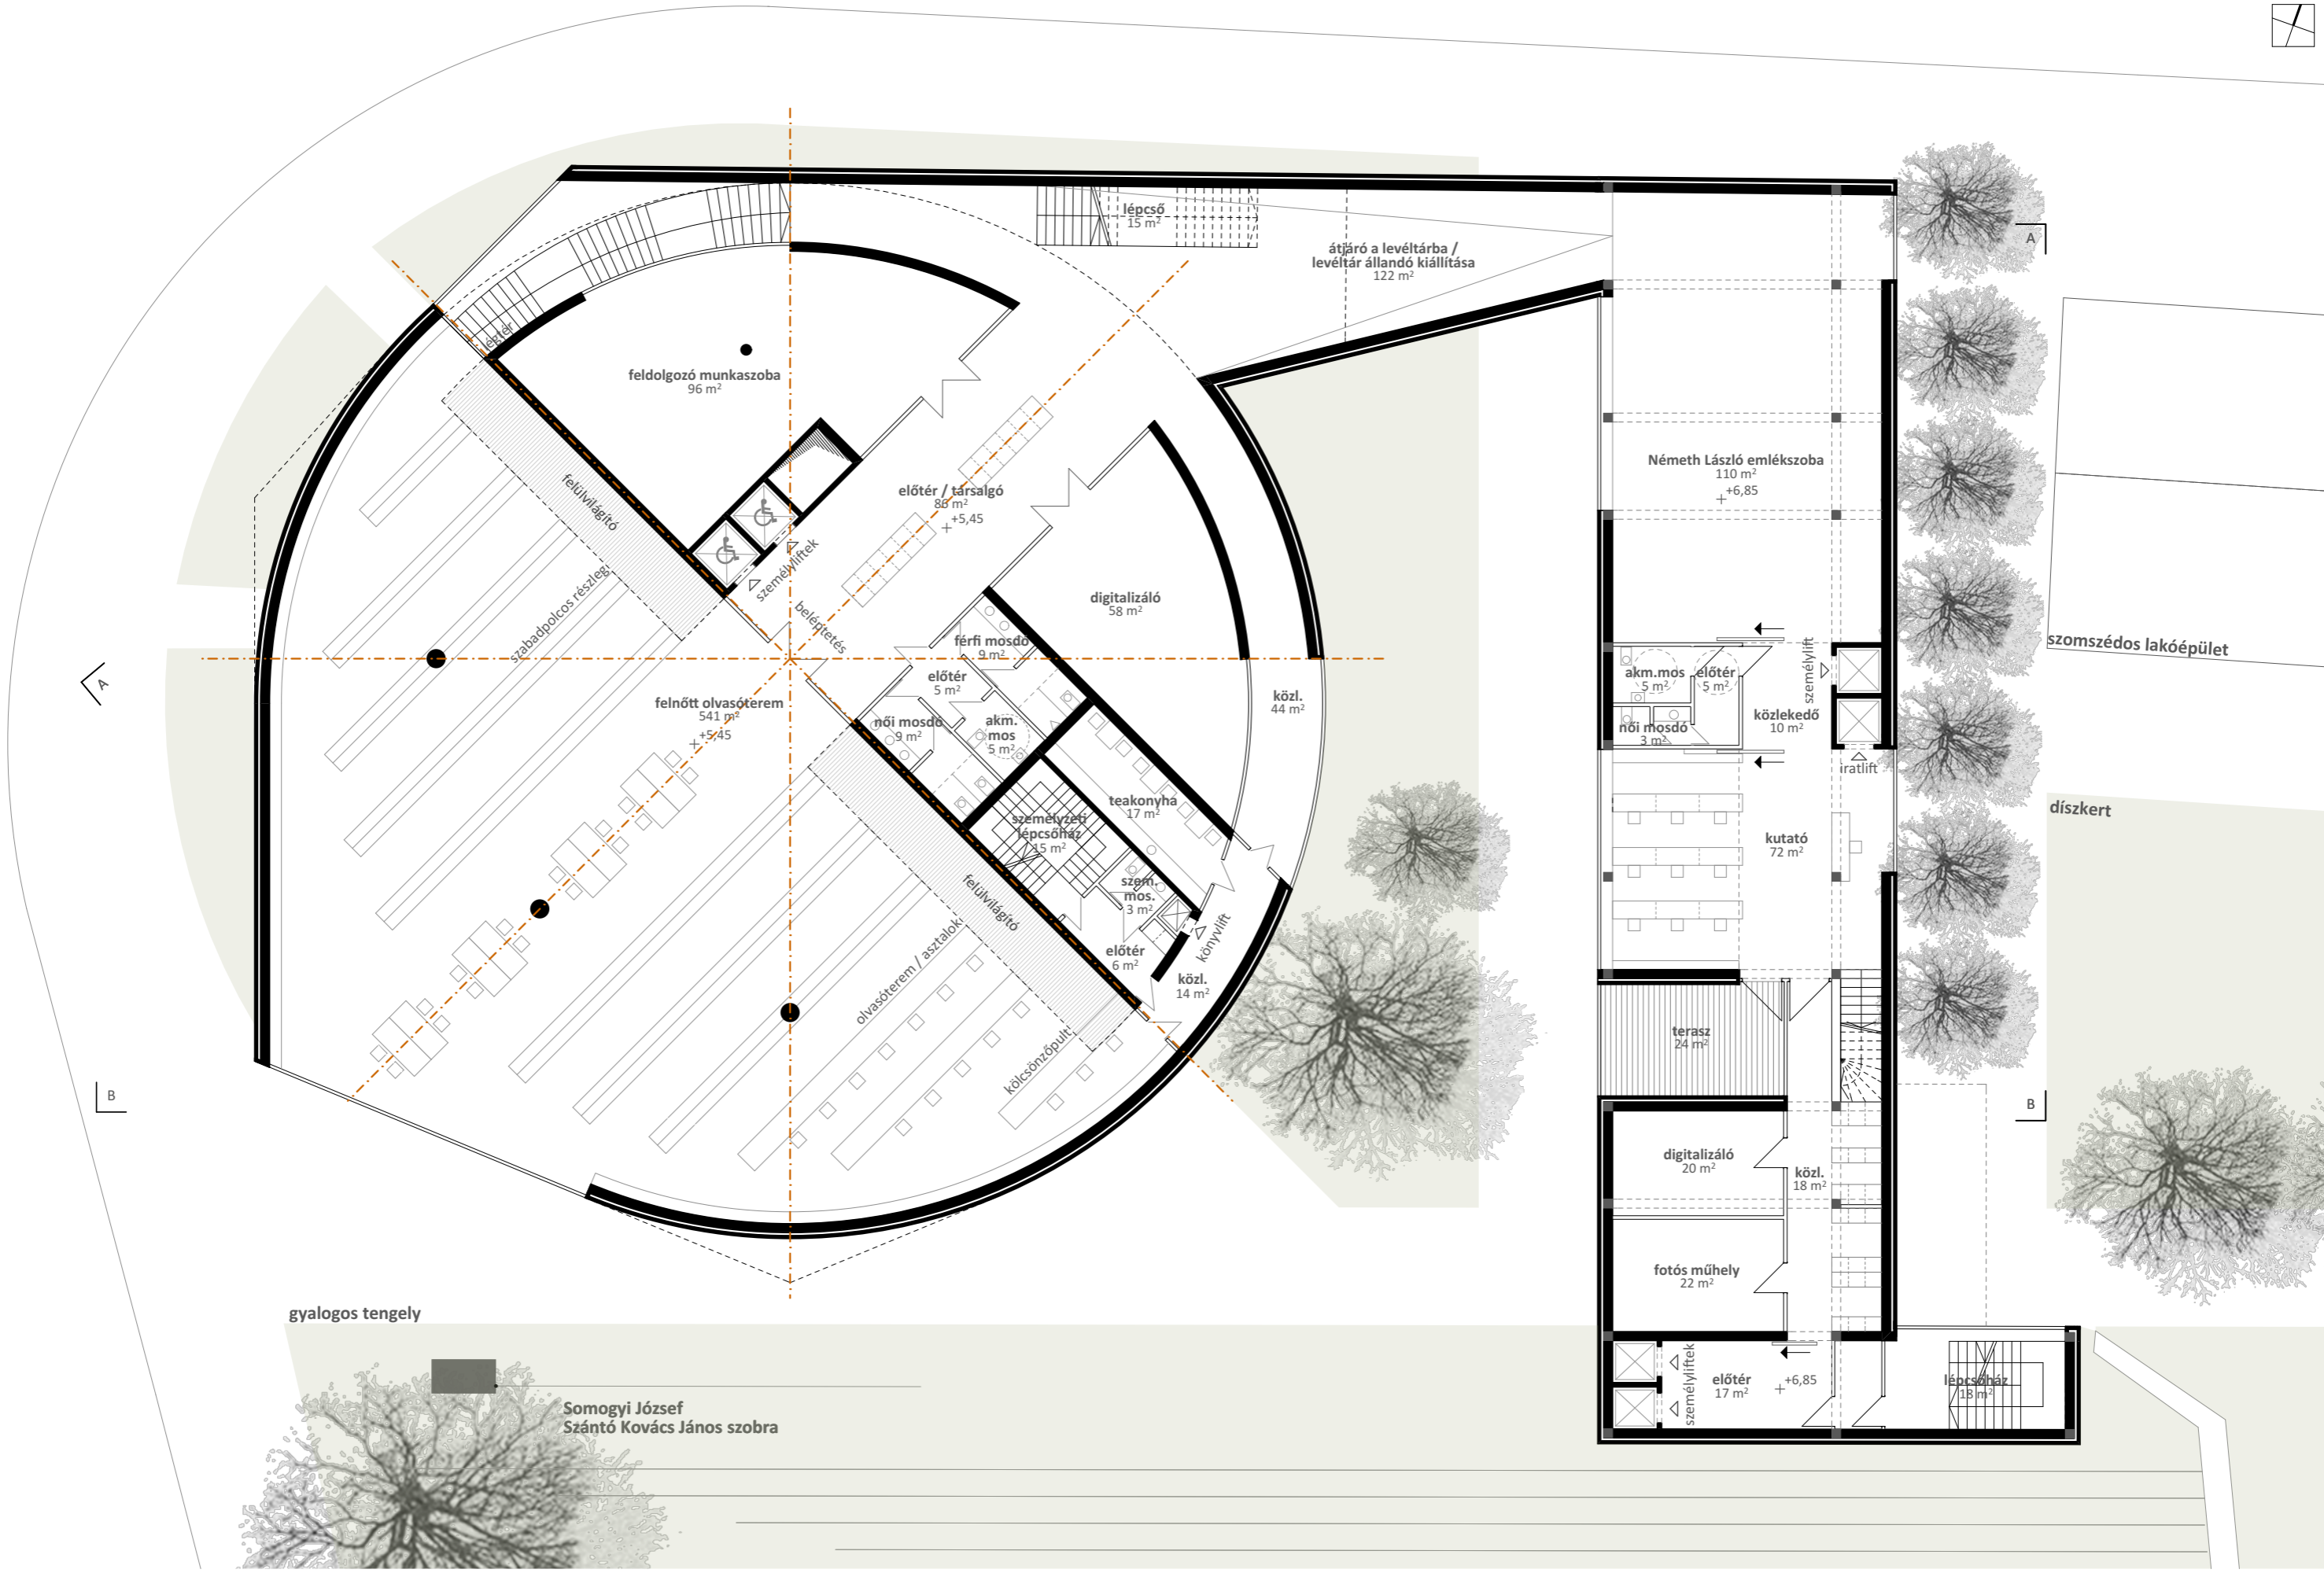 lépcső
15 m²
átjáró a levéltárba /
levéltár állandó kiállítása
122 m²
A
légtér
feldolgozó munkaszoba
96 m²
felülvilágító
előtér / társalgó
86 m²
+5,45
személyliftek
beléptetés
szabadpolcos részleg
digitalizáló
58 m²
férfi mosdó
9 m²
előtér
5 m²
női mosdó
9 m²
akm.
mos
5 m²
felnőtt olvasóterem
541 m²
+5,45
közl.
44 m²
teakonyha
17 m²
személyzeti
lépcsőház
15 m²
szem.
mos.
3 m²
felülvilágító
olvasóterem / asztalok
előtér
6 m²
könyvlift
közl.
14 m²
kölcsönzőpult
A
B
Németh László emlékszoba
110 m²
+6,85
akm.mos
5 m²
előtér
5 m²
személylift
női mosdó
3 m²
közlekedő
10 m²
iratlift
kutató
72 m²
terasz
24 m²
B
digitalizáló
20 m²
közl.
18 m²
fotós műhely
22 m²
személyliftek
előtér
17 m²
+6,85
lépcsőház
18 m²
szomszédos lakóépület
díszkert
gyalogos tengely
Somogyi József
Szántó Kovács János szobra